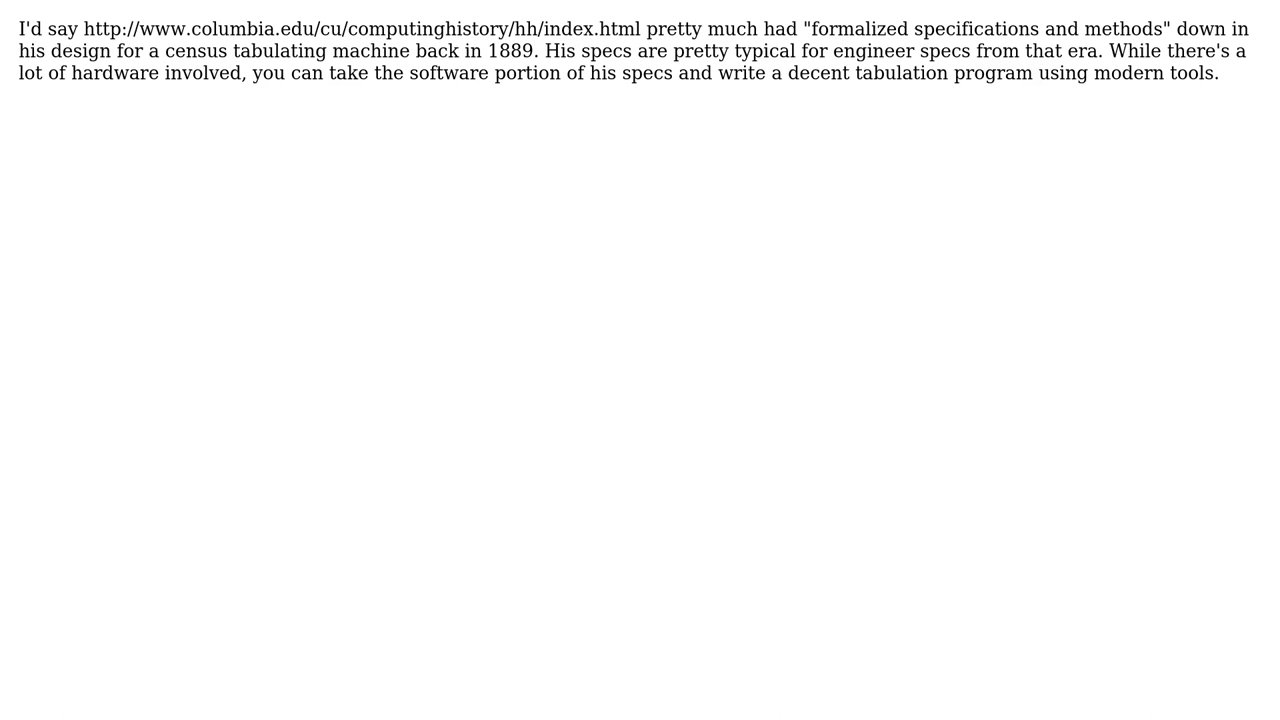 I'd say http://www.columbia.edu/cu/computinghistory/hh/index.html pretty much had "formalized specifications and methods" down in
his design for a census tabulating machine back in 1889. His specs are pretty typical for engineer specs from that era. While there's a
lot of hardware involved, you can take the software portion of his specs and write a decent tabulation program using modern tools.